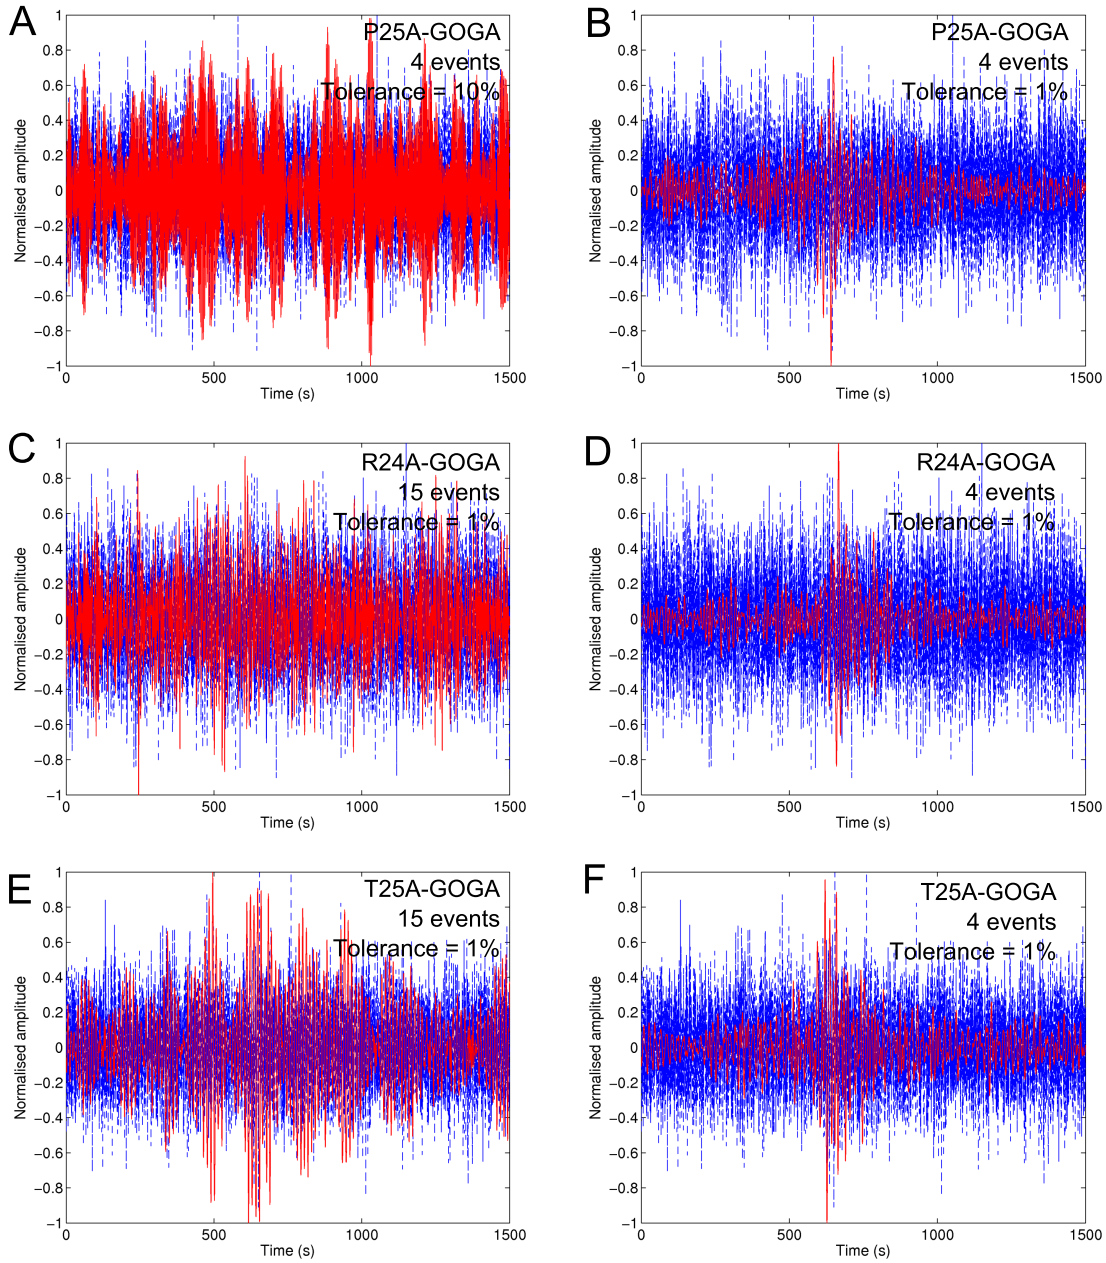 A
P25A-GOGA
4 events
Tolerance = 10%
Normalised amplitude
1
0.8
0.6
0.4
0.2
0
−0.2
−0.4
−0.6
−0.8
−1
0
500
1000
1500
Time (s)
B
P25A-GOGA
4 events
Tolerance = 1%
Normalised amplitude
1
0.8
0.6
0.4
0.2
0
−0.2
−0.4
−0.6
−0.8
−1
0
500
1000
1500
Time (s)
C
R24A-GOGA
15 events
Tolerance = 1%
Normalised amplitude
1
0.8
0.6
0.4
0.2
0
−0.2
−0.4
−0.6
−0.8
−1
0
500
1000
1500
Time (s)
D
R24A-GOGA
4 events
Tolerance = 1%
Normalised amplitude
1
0.8
0.6
0.4
0.2
0
−0.2
−0.4
−0.6
−0.8
−1
0
500
1000
1500
Time (s)
E
T25A-GOGA
15 events
Tolerance = 1%
Normalised amplitude
1
0.8
0.6
0.4
0.2
0
−0.2
−0.4
−0.6
−0.8
−1
0
500
1000
1500
Time (s)
F
T25A-GOGA
4 events
Tolerance = 1%
Normalised amplitude
1
0.8
0.6
0.4
0.2
0
−0.2
−0.4
−0.6
−0.8
−1
0
500
1000
1500
Time (s)